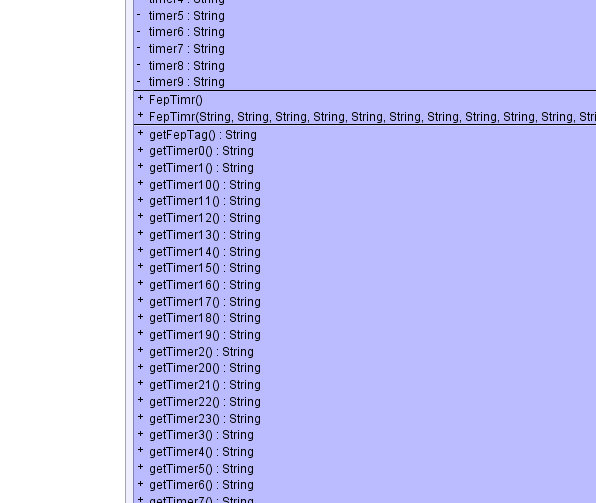 timer4 : String
- timer5 : String
- timer6 : String
- timer7 : String
- timer8 : String
- timer9 : String
+ FepTimr()
+ FepTimr(String, String, String, String, String, String, String, String, String, String, Stri
+ getFepTag() : String
+ getTimer0() : String
+ getTimer1() : String
+ getTimer10() : String
+ getTimer11() : String
+ getTimer12() : String
+ getTimer13() : String
+ getTimer14() : String
+ getTimer15() : String
+ getTimer16() : String
+ getTimer17() : String
+ getTimer18() : String
+ getTimer19() : String
+ getTimer2() : String
+ getTimer20() : String
+ getTimer21() : String
+ getTimer22() : String
+ getTimer23() : String
+ getTimer3() : String
+ getTimer4() : String
+ getTimer5() : String
+ getTimer6() : String
+ getTimer7() : String